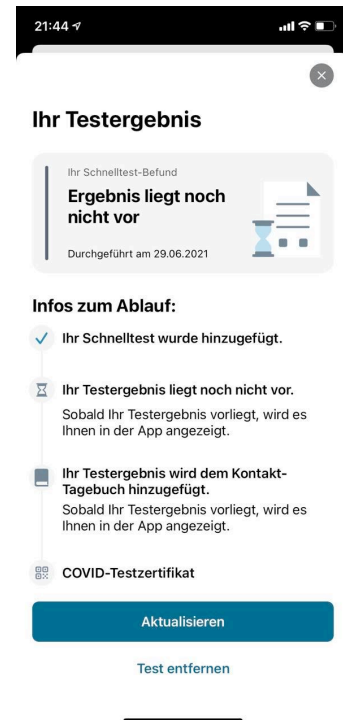 21:44
Ihr Testergebnis
Ihr Schnelltest-Befund
Ergebnis liegt noch
nicht vor
Durchgeführt am 29.06.2021
Infos zum Ablauf:
Ihr Schnelltest wurde hinzugefügt.
Ihr Testergebnis liegt noch nicht vor.
Sobald Ihr Testergebnis vorliegt, wird es
Ihnen in der App angezeigt.
Ihr Testergebnis wird dem Kontakt-
Tagebuch hinzugefügt.
Sobald Ihr Testergebnis vorliegt, wird es
Ihnen in der App angezeigt.
COVID-Testzertifikat
Aktualisieren
Test entfernen